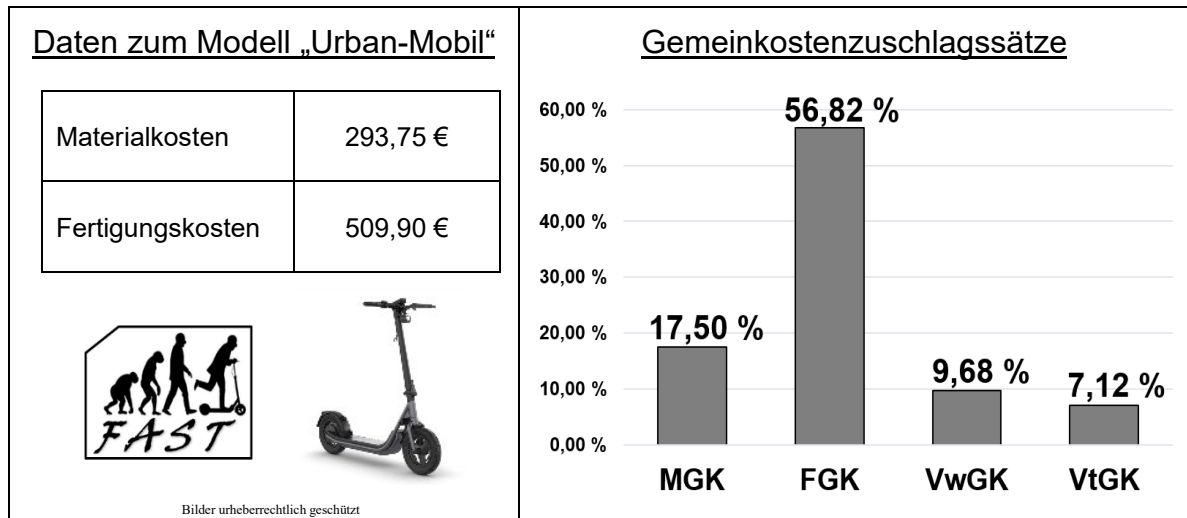 Daten zum Modell „Urban-Mobil“
Materialkosten 293,75 €
Fertigungskosten 509,90 €
FAST
Bilder urheberrechtlich geschützt
Gemeinkostenzuschlagssätze
60,00 %
50,00 %
40,00 %
30,00 %
20,00 %
10,00 %
0,00 %
17,50 %
56,82 %
9,68 %
7,12 %
MGK FGK VwGK VtGK